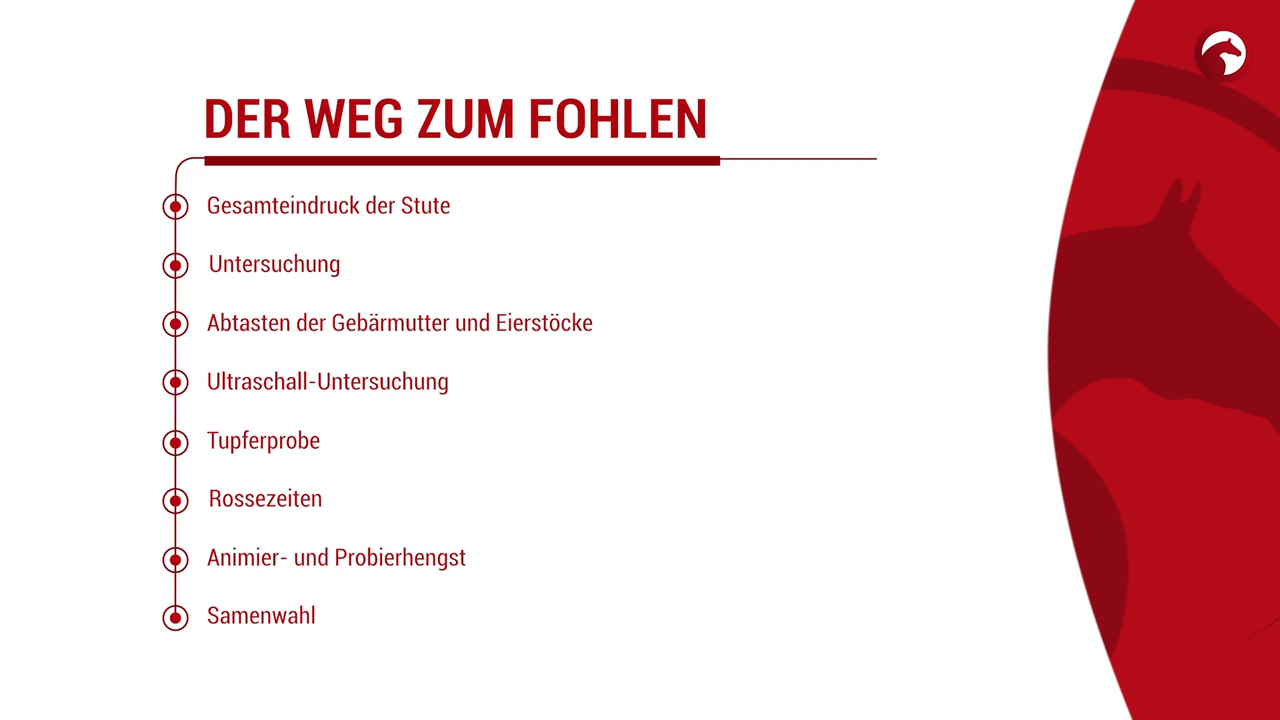 DER WEG ZUM FOHLEN
Gesamteindruck der Stute
Untersuchung
Abtasten der Gebärmutter und Eierstöcke
Ultraschall-Untersuchung
Tupferprobe
Rossezeiten
Animier- und Probierhengst
Samenwahl